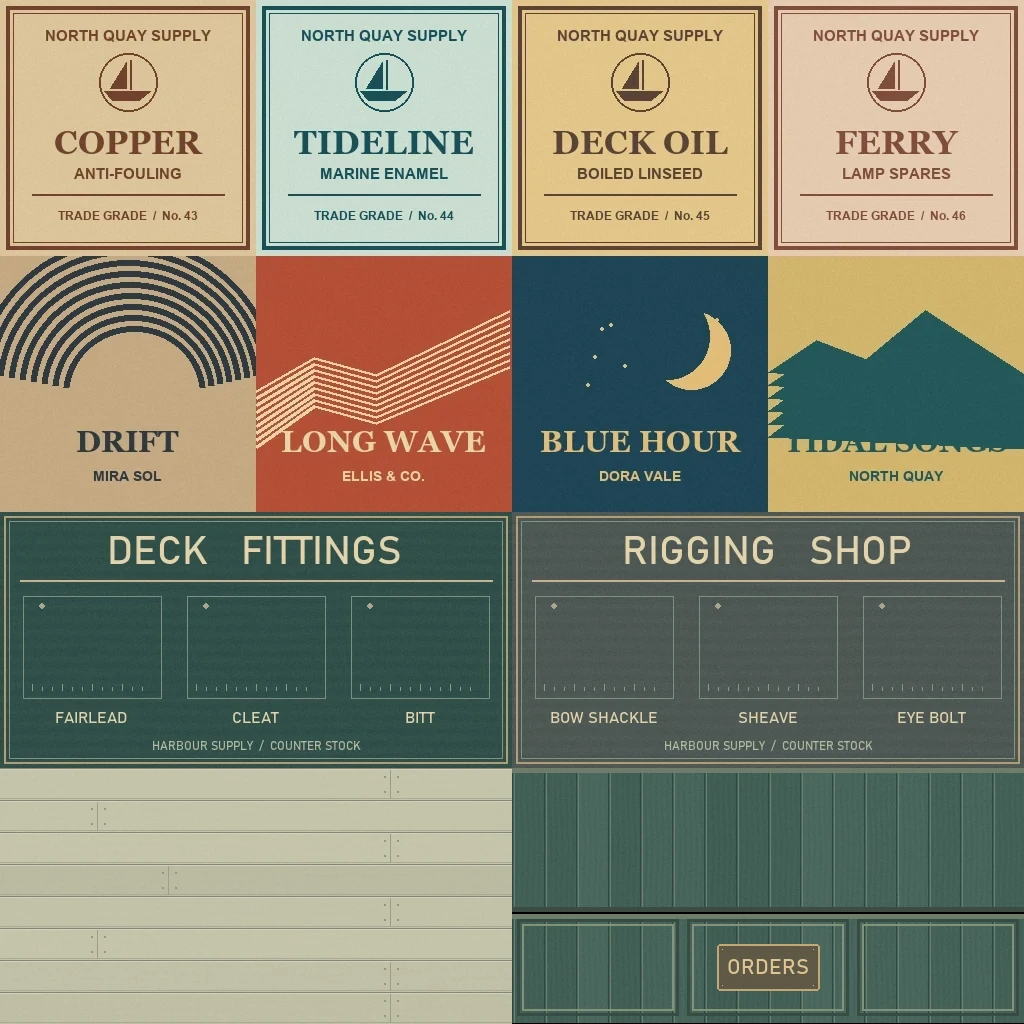 NORTH QUAY SUPPLY
COPPER
ANTI-FOULING
TRADE GRADE / No. 43
NORTH QUAY SUPPLY
TIDELINE
MARINE ENAMEL
TRADE GRADE / No. 44
NORTH QUAY SUPPLY
DECK OIL
BOILED LINSEED
TRADE GRADE / No. 45
NORTH QUAY SUPPLY
FERRY
LAMP SPARES
TRADE GRADE / No. 46
DRIFT
MIRA SOL
LONG WAVE
ELLIS & CO.
BLUE HOUR
DORA VALE
TIDAL SONGS
NORTH QUAY
DECK FITTINGS
FAIRLEAD
CLEAT
BITT
HARBOUR SUPPLY / COUNTER STOCK
RIGGING SHOP
BOW SHACKLE
SHEAVE
EYE BOLT
HARBOUR SUPPLY / COUNTER STOCK
ORDERS